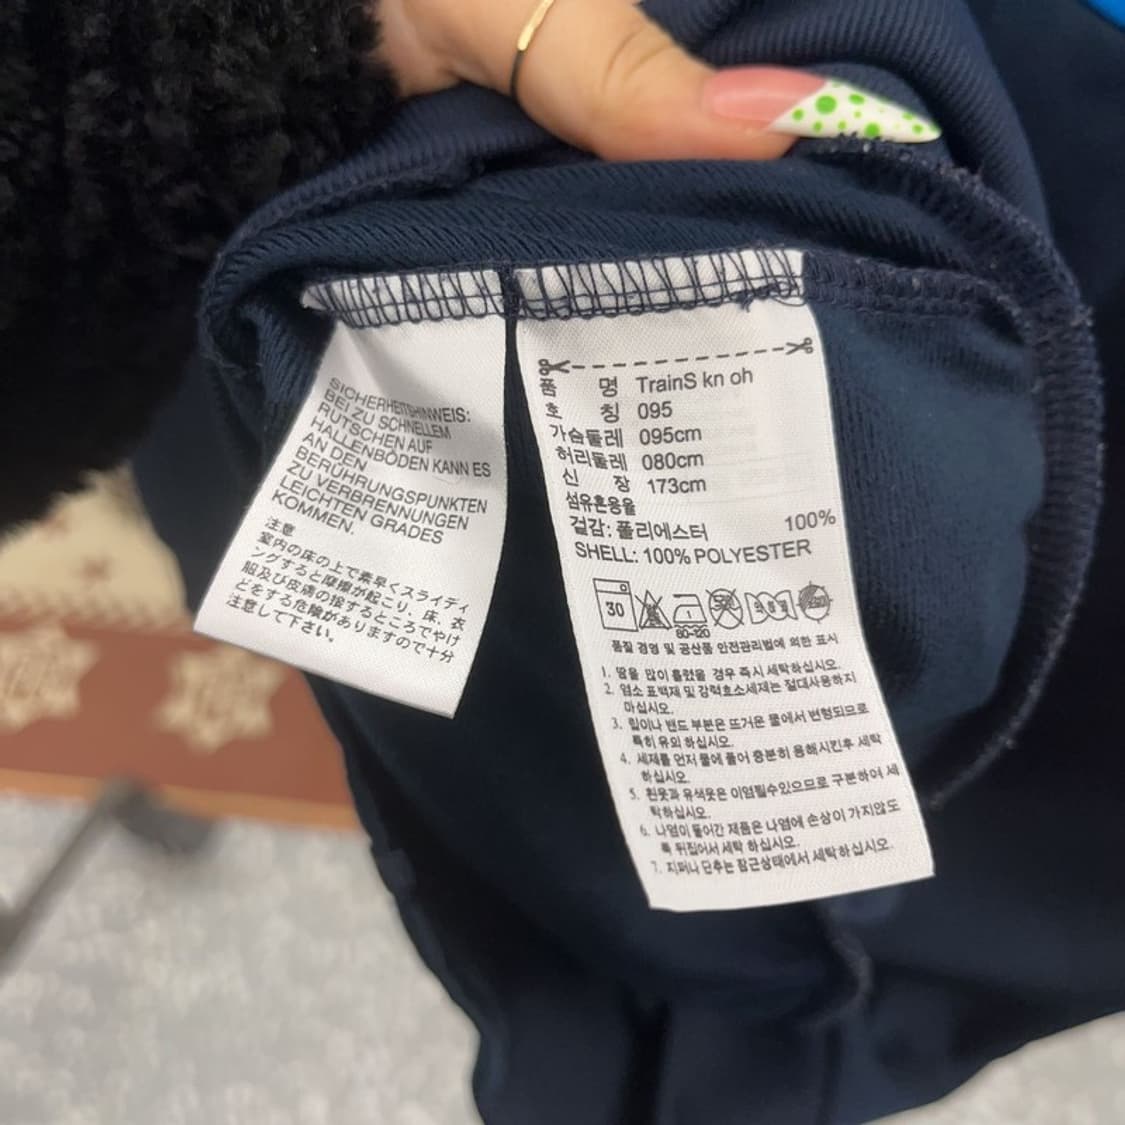 SICHERHEITSHINWEIS:
BEI ZU SCHNELLEM
RUTSCHEN AUF
HALLENBÖDEN KANN ES
AN DEN
BERÜHRUNGSPUNKTEN
ZU VERBRENNUNGEN
LEICHTEN GRADES
KOMMEN.
注意
室内の床の上で素早くスライディ
ングすると摩擦が起こり、床、衣
服及び皮膚の接するところでやけ
どをする危険がありますので十分
注意して下さい。
품 명 TrainS kn oh
호 칭 095
가슴둘레 095cm
허리둘레 080cm
신 장 173cm
섬유혼용율
겉감: 폴리에스터 100%
SHELL: 100% POLYESTER
30
1
80-120
품질 경영 및 공산품 안전관리법에 의한 표시
1. 땀을 많이 흘렸을 경우 즉시 세탁하십시오.
2. 염소 표백제 및 강력효소세제는 절대사용하지
마십시오.
3. 립이나 밴드 부분은 뜨거운 물에서 변형되므로
특히 유의 하십시오.
4. 세제를 먼저 물에 풀어 충분히 용해시킨후 세탁
하십시오.
5. 흰옷과 유색옷은 이염될수있으므로 구분하여 세
탁하십시오.
6. 나염이 들어간 제품은 나염에 손상이 가지않도
록 뒤집어서 세탁 하십시오.
7. 지퍼나 단추는 잠근상태에서 세탁하십시오.